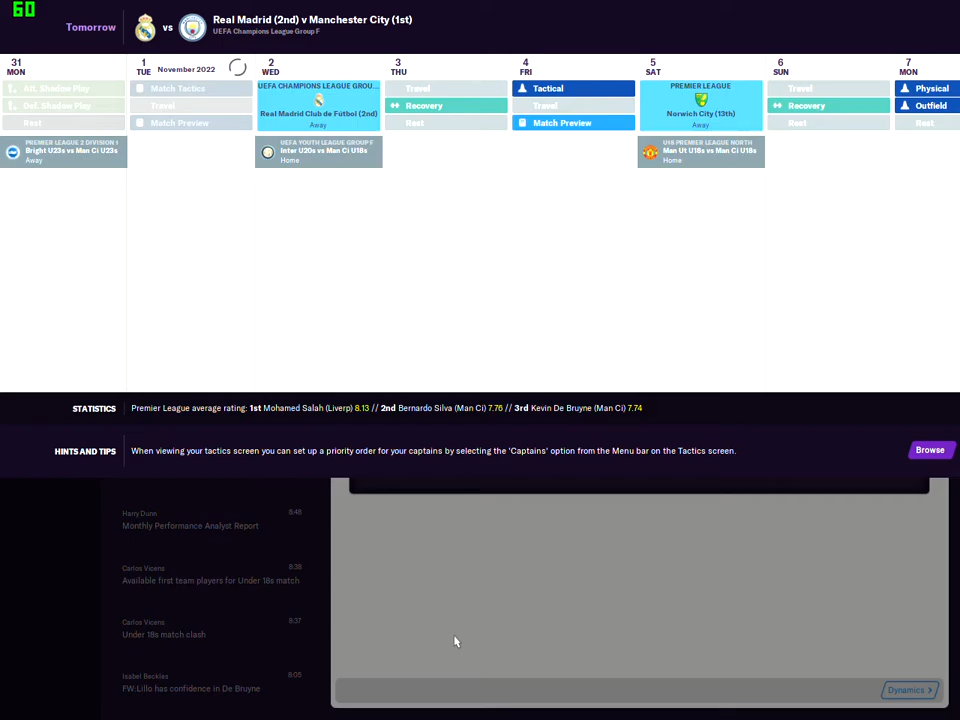 60
Tomorrow
vs
Real Madrid (2nd) v Manchester City (1st)
UEFA Champions League Group F
31
MON
1
TUE
November 2022
2
WED
3
THU
4
FRI
5
SAT
6
SUN
7
MON
Att. Shadow Play
Def. Shadow Play
Rest
Match Tactics
Travel
Match Preview
UEFA CHAMPIONS LEAGUE GROU...
Real Madrid Club de Fútbol (2nd)
Away
Travel
Recovery
Rest
Tactical
Travel
Match Preview
PREMIER LEAGUE
Norwich City (13th)
Away
Travel
Recovery
Rest
Physical
Outfield
Rest
PREMIER LEAGUE 2 DIVISION 1
Bright U23s vs Man Ci U23s
Away
UEFA YOUTH LEAGUE GROUP F
Inter U20s vs Man Ci U18s
Home
U18 PREMIER LEAGUE NORTH
Man Ut U18s vs Man Ci U18s
Home
STATISTICS
Premier League average rating: 1st Mohamed Salah (Liverp) 8.13 // 2nd Bernardo Silva (Man Ci) 7.76 // 3rd Kevin De Bruyne (Man Ci) 7.74
HINTS AND TIPS
When viewing your tactics screen you can set up a priority order for your captains by selecting the 'Captains' option from the Menu bar on the Tactics screen.
Browse
Harry Dunn
8:48
Monthly Performance Analyst Report
Carlos Vicens
8:38
Available first team players for Under 18s match
Carlos Vicens
8:37
Under 18s match clash
Isabel Beckles
8:05
FW:Lillo has confidence in De Bruyne
Dynamics >